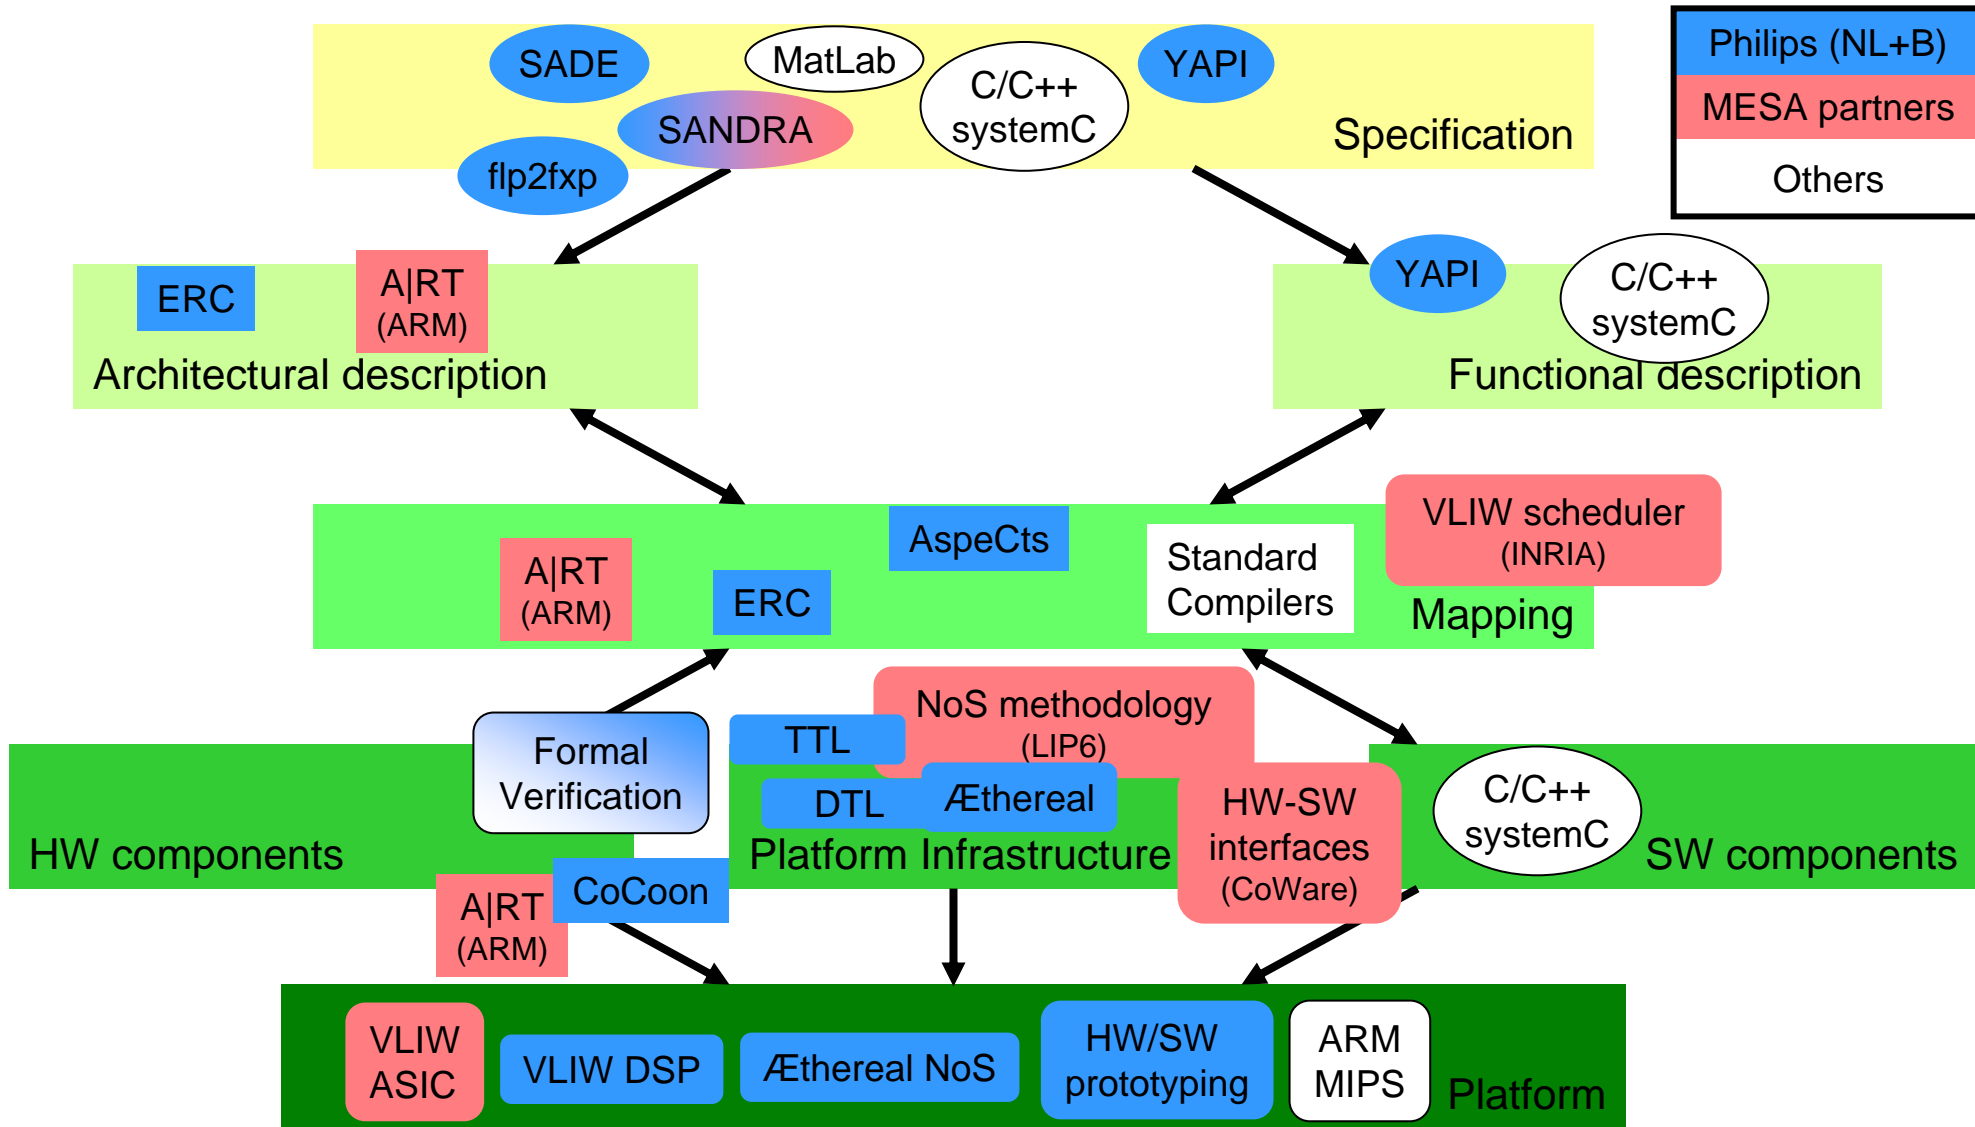 SADE
MatLab
C/C++
systemC
YAPI
SANDRA
flp2fxp
Specification
Philips (NL+B)
MESA partners
Others
ERC
A|RT
(ARM)
Architectural description
YAPI
C/C++
systemC
Functional description
A|RT
(ARM)
ERC
AspeCts
Standard
Compilers
VLIW scheduler
(INRIA)
Mapping
Formal
Verification
HW components
A|RT
(ARM)
CoCoon
TTL
NoS methodology
(LIP6)
DTL
Æthereal
Platform Infrastructure
HW-SW
interfaces
(CoWare)
C/C++
systemC
SW components
VLIW
ASIC
VLIW DSP
Æthereal NoS
HW/SW
prototyping
ARM
MIPS
Platform